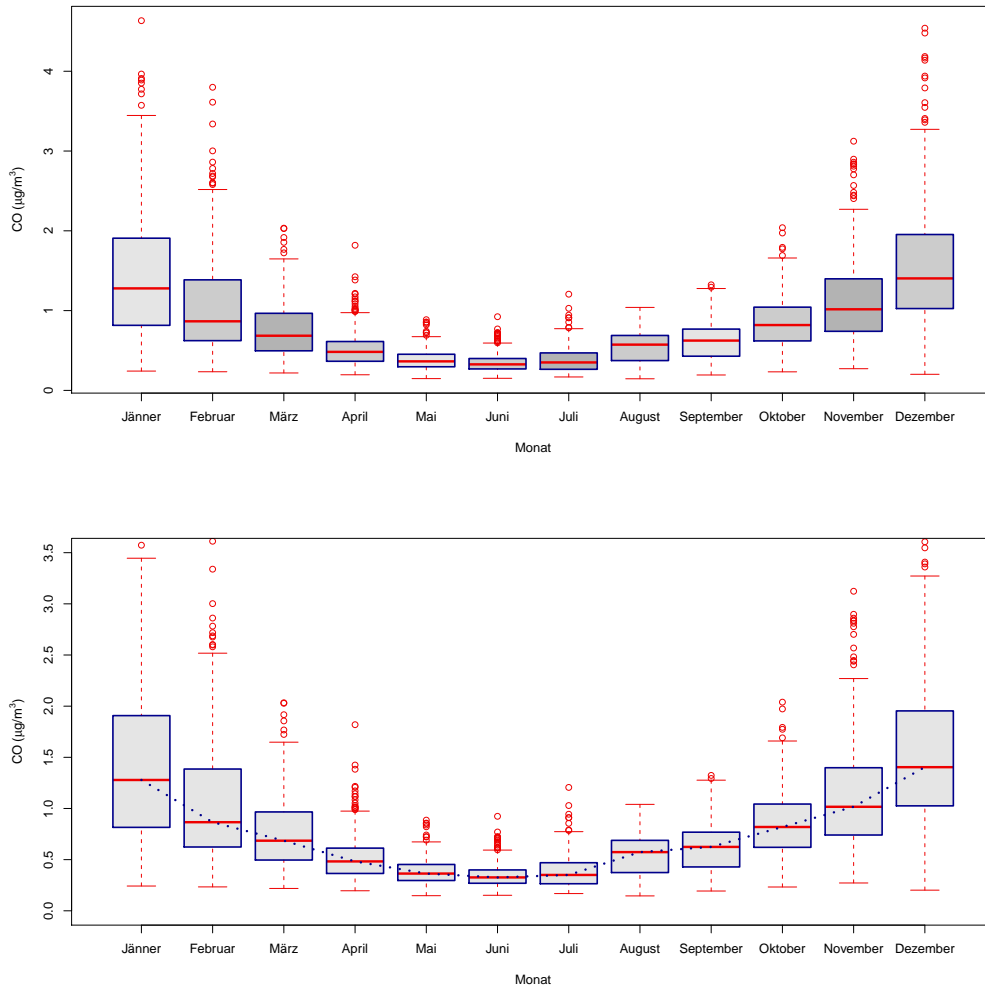 CO (µg/m³)
4
3
2
1
0
Jänner Februar März April Mai Juni Juli August September Oktober November Dezember
Monat
CO (µg/m³)
3.5
3.0
2.5
2.0
1.5
1.0
0.5
0.0
Jänner Februar März April Mai Juni Juli August September Oktober November Dezember
Monat